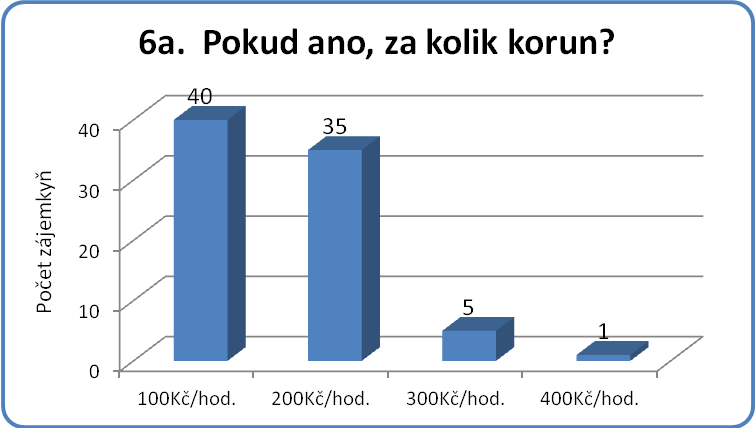 6a. Pokud ano, za kolik korun?
Počet zájemkyň
40
30
20
10
0
40
35
5
1
100Kč/hod.
200Kč/hod.
300Kč/hod.
400Kč/hod.